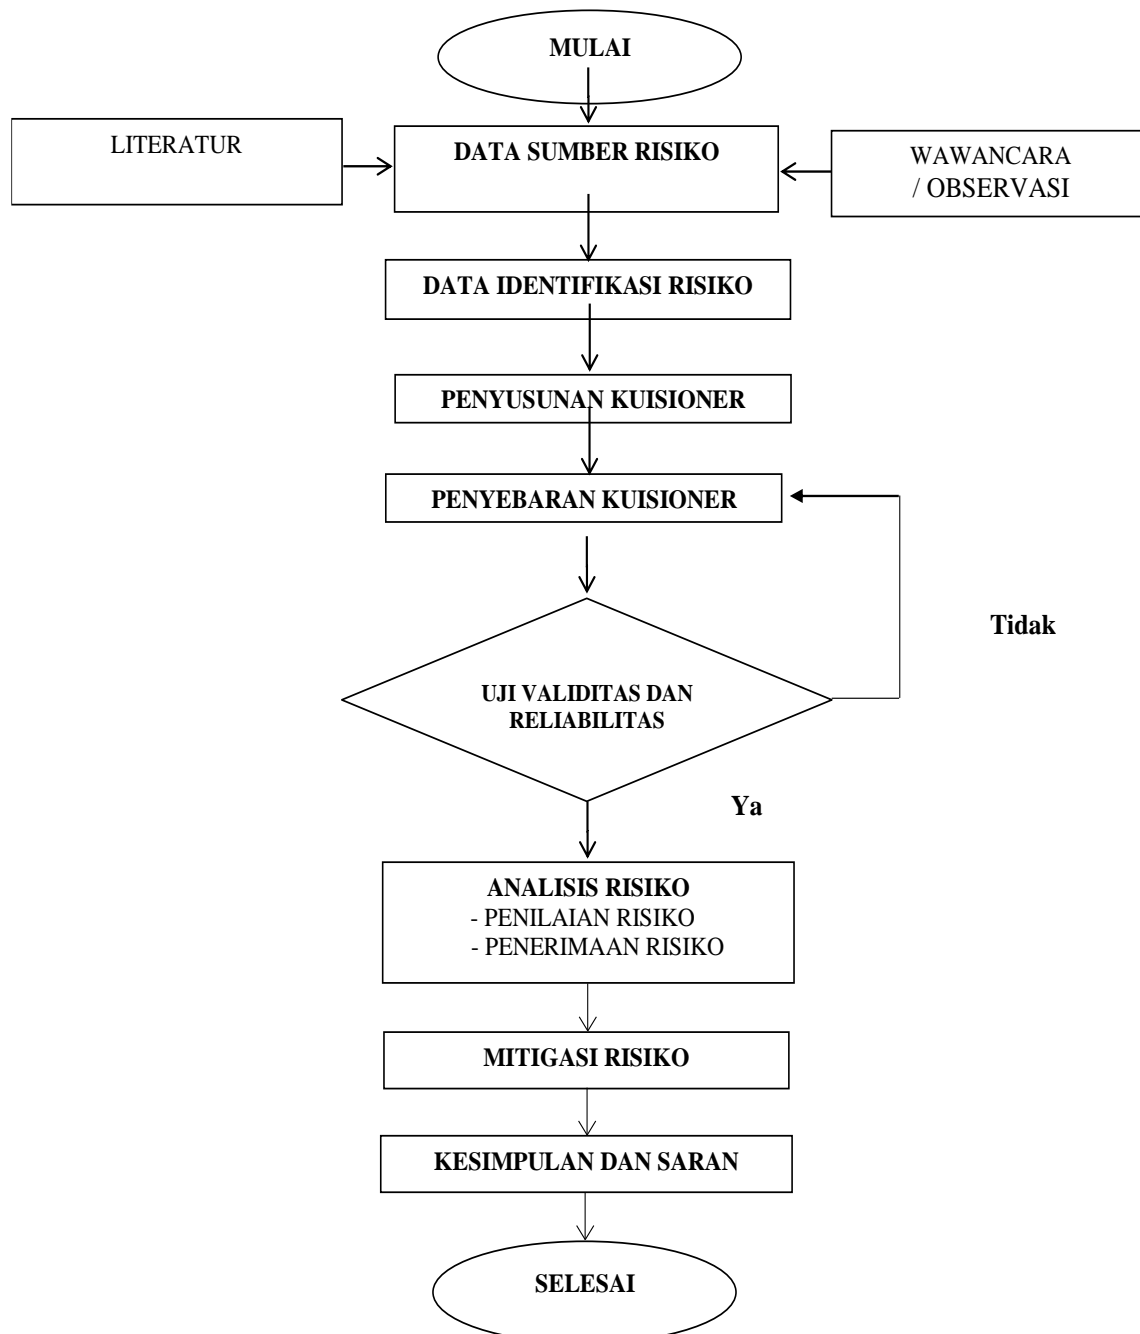 MULAI
LITERATUR
DATA SUMBER RISIKO
WAWANCARA
/ OBSERVASI
DATA IDENTIFIKASI RISIKO
PENYUSUNAN KUISIONER
PENYEBARAN KUISIONER
Tidak
UJI VALIDITAS DAN
RELIABILITAS
Ya
ANALISIS RISIKO
- PENILAIAN RISIKO
- PENERIMAAN RISIKO
MITIGASI RISIKO
KESIMPULAN DAN SARAN
SELESAI